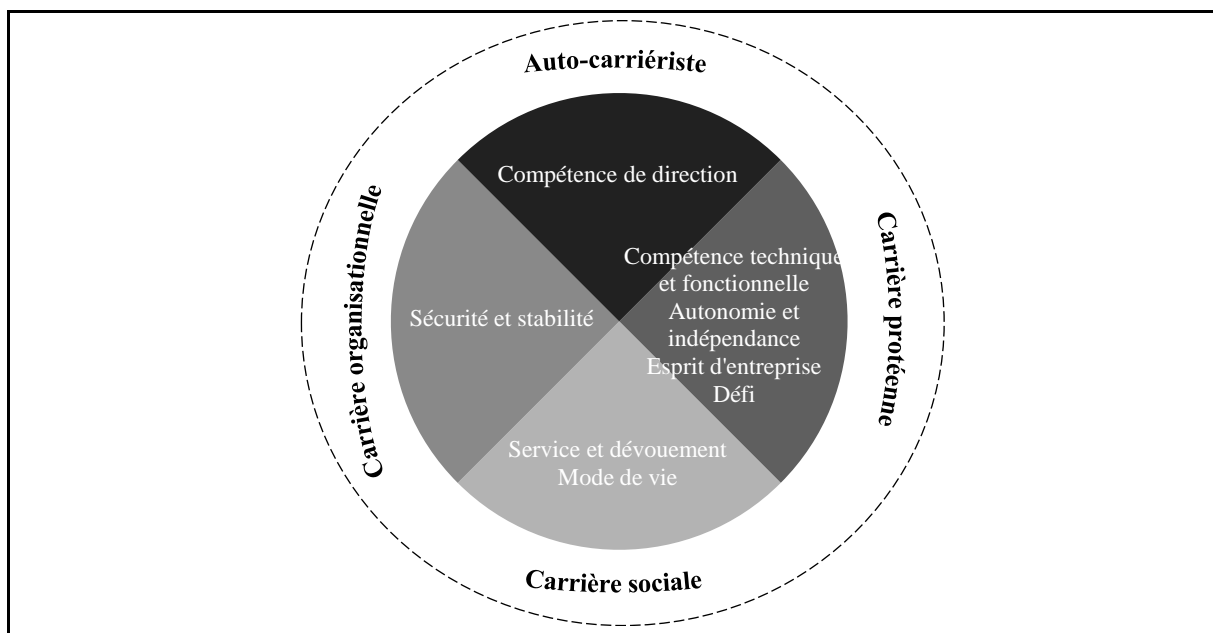 Auto-carriériste
Compétence de direction
Carrière organisationnelle
Sécurité et stabilité
Compétence technique
et fonctionnelle
Autonomie et
indépendance
Esprit d'entreprise
Défi
Carrière protéenne
Service et dévouement
Mode de vie
Carrière sociale